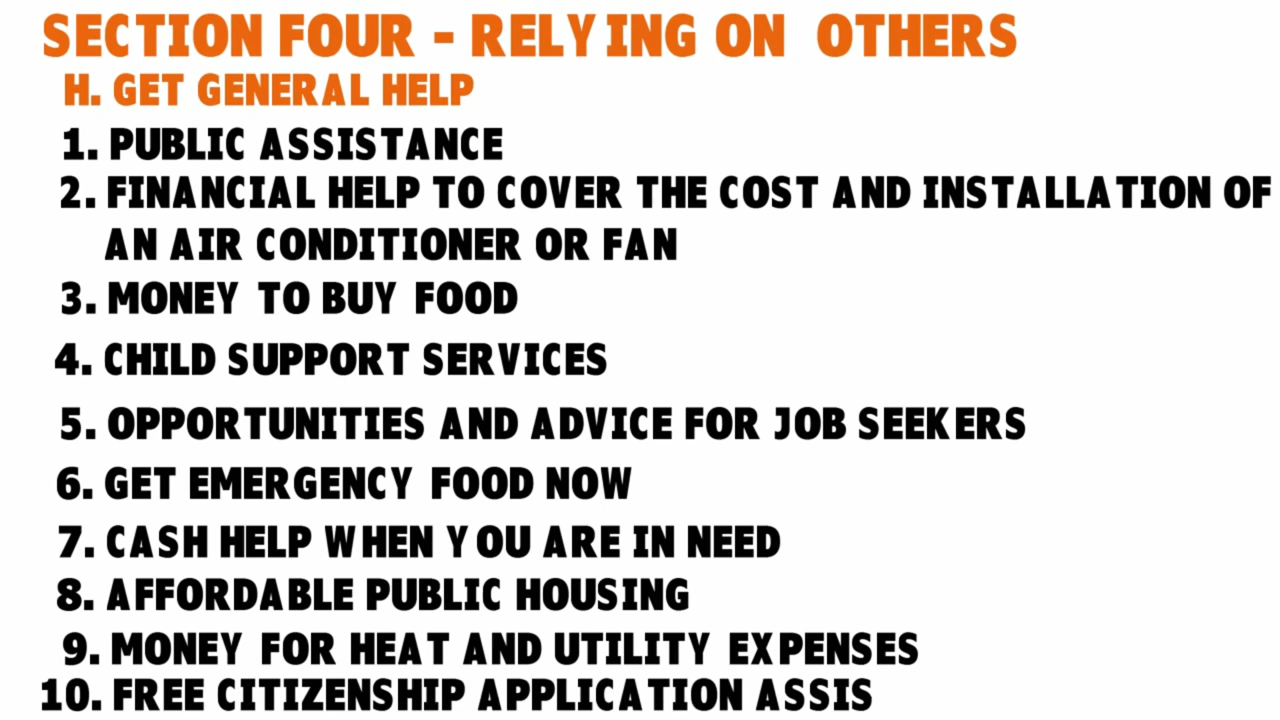 SECTION FOUR - RELYING ON OTHERS
H. GET GENERAL HELP
1. PUBLIC ASSISTANCE
2. FINANCIAL HELP TO COVER THE COST AND INSTALLATION OF
AN AIR CONDITIONER OR FAN
3. MONEY TO BUY FOOD
4. CHILD SUPPORT SERVICES
5. OPPORTUNITIES AND ADVICE FOR JOB SEEKERS
6. GET EMERGENCY FOOD NOW
7. CASH HELP WHEN YOU ARE IN NEED
8. AFFORDABLE PUBLIC HOUSING
9. MONEY FOR HEAT AND UTILITY EXPENSES
10. FREE CITIZENSHIP APPLICATION ASSIS